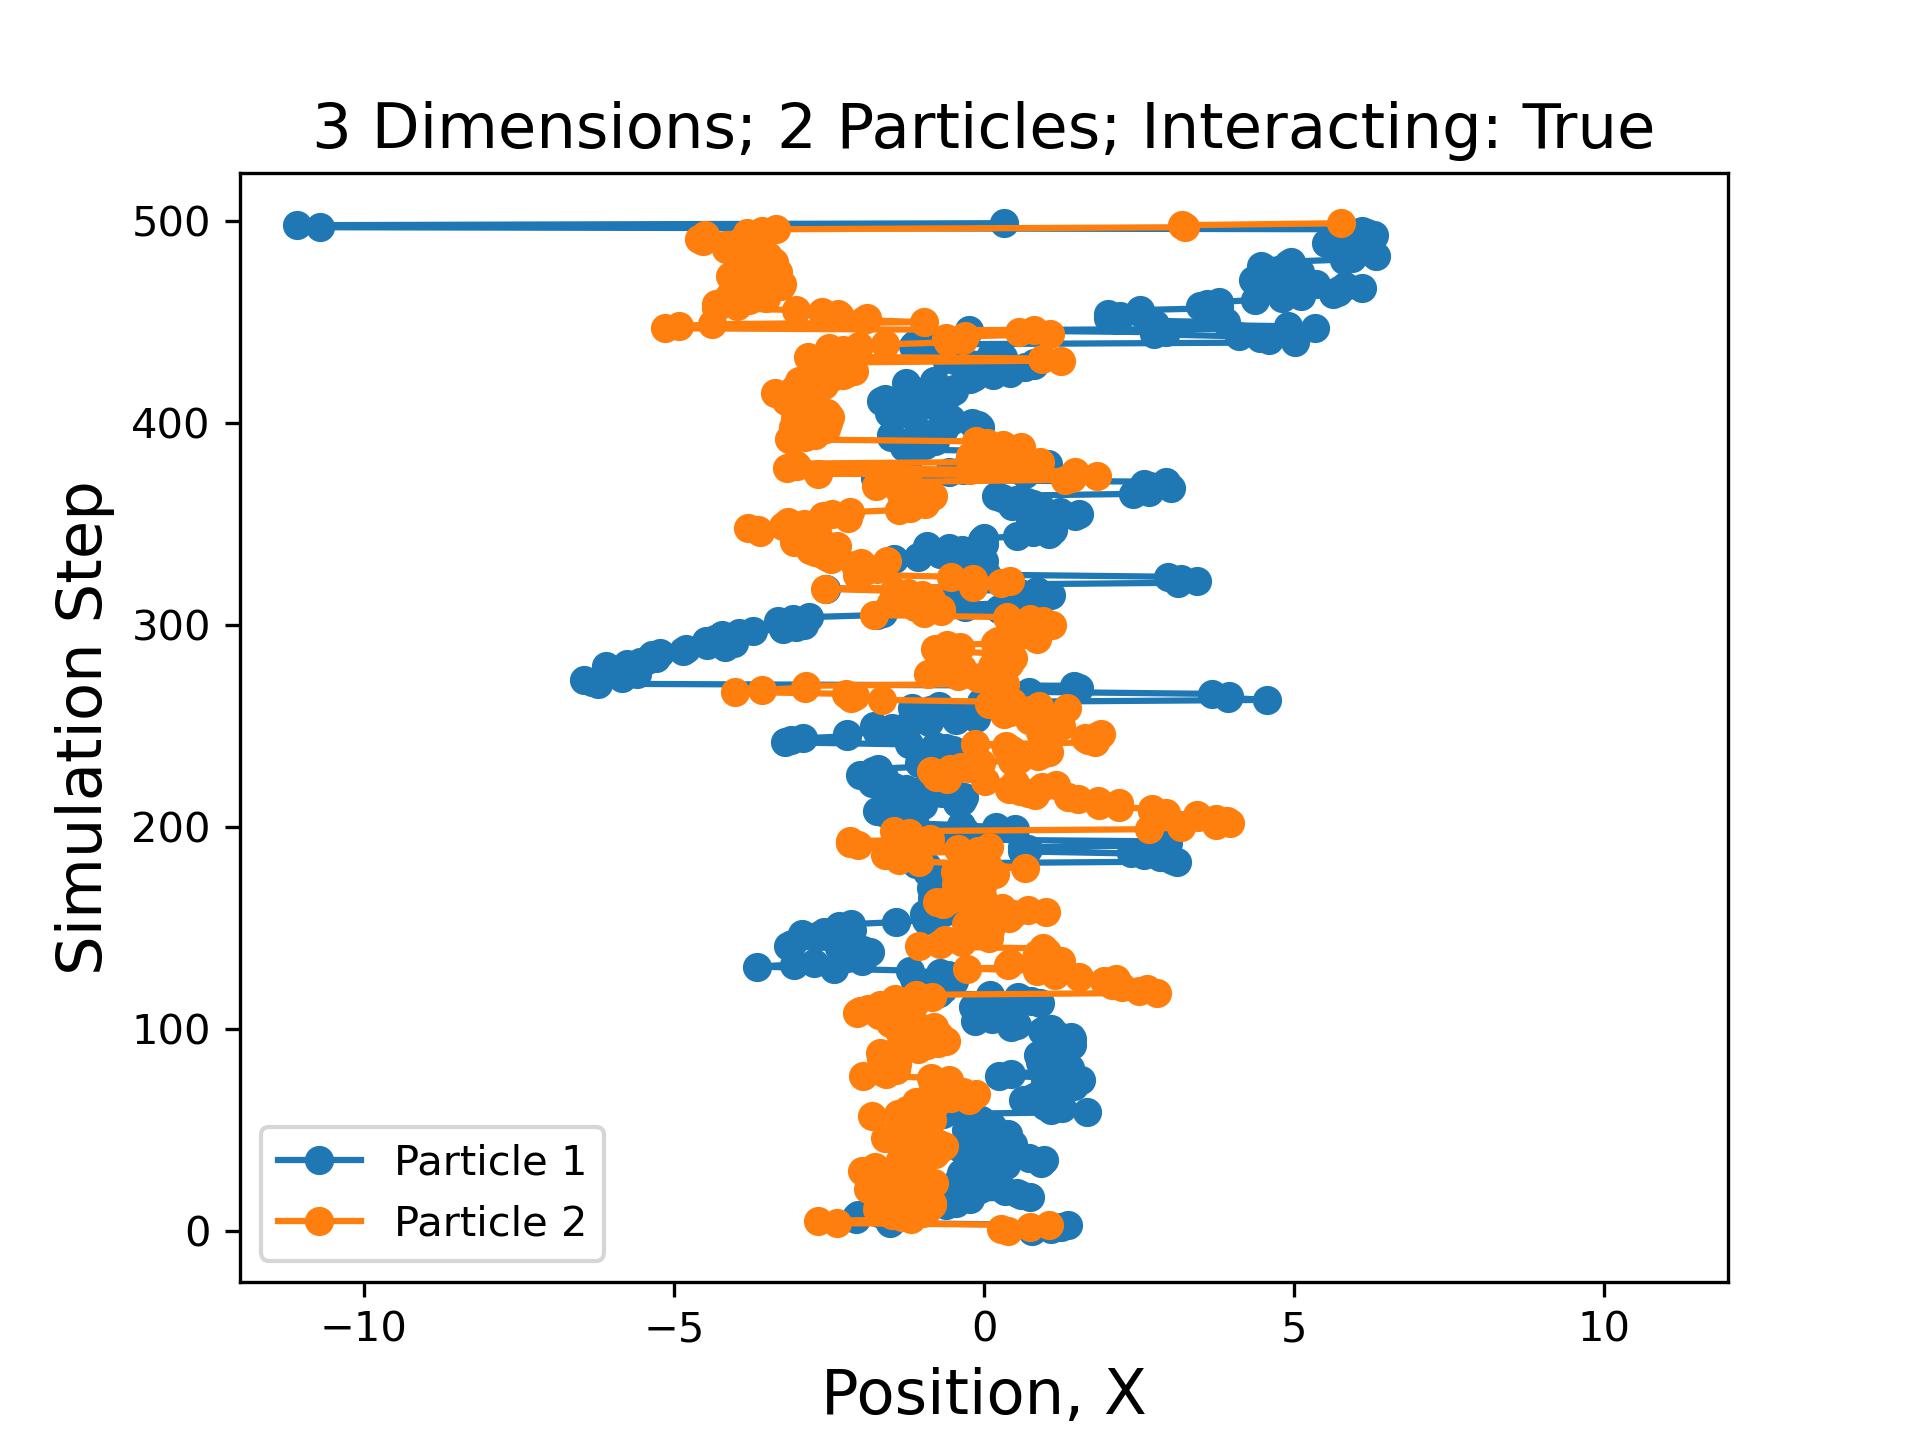 3 Dimensions; 2 Particles; Interacting: True
500
400
300
200
100
0
Simulation Step
Particle 1
Particle 2
−10
−5
0
5
10
Position, X